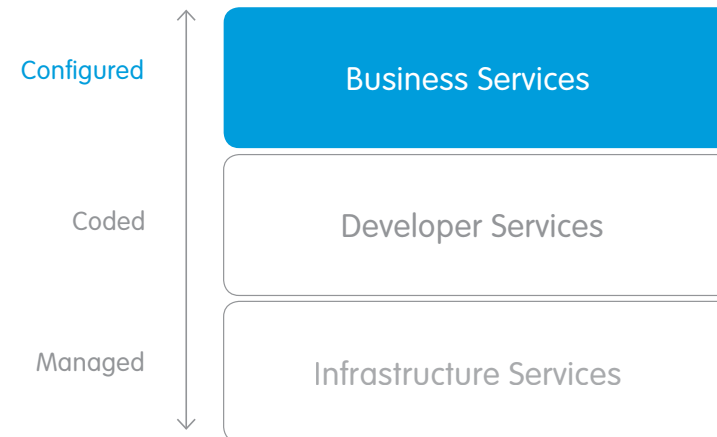 Configured
Business Services
Coded
Developer Services
Managed
Infrastructure Services